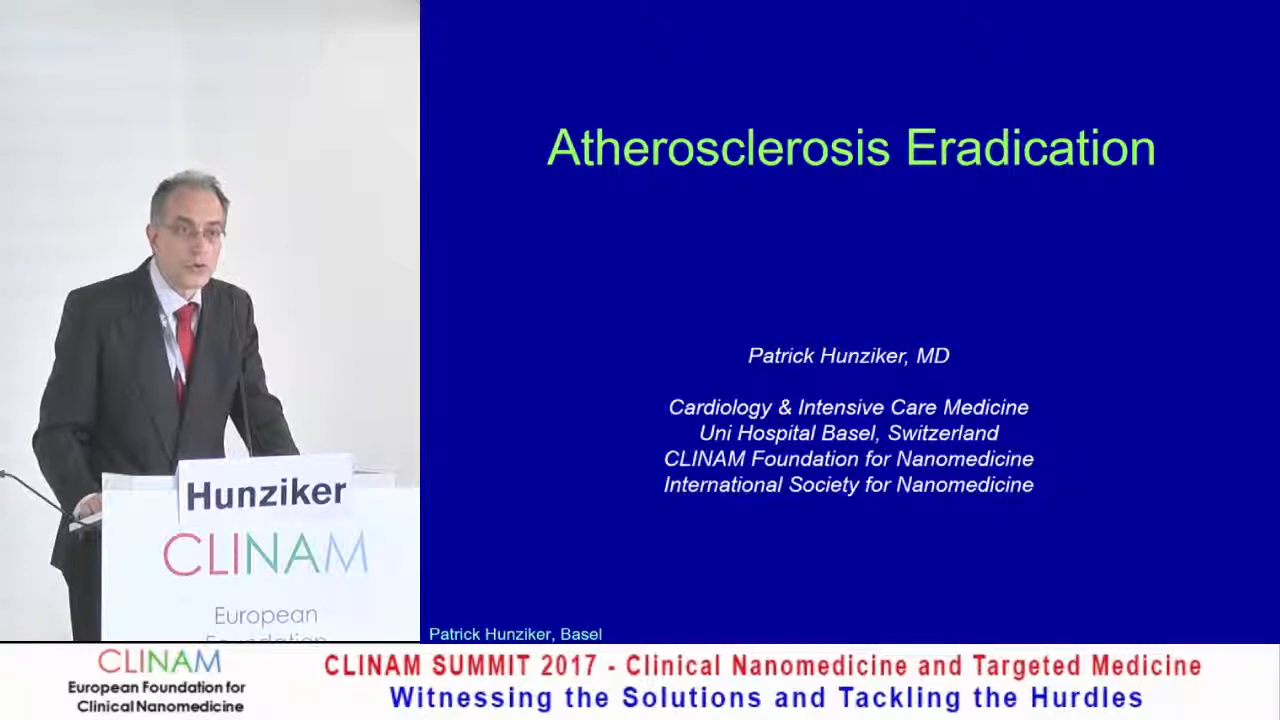 Atherosclerosis Eradication
Patrick Hunziker, MD
Cardiology & Intensive Care Medicine
Uni Hospital Basel, Switzerland
CLINAM Foundation for Nanomedicine
International Society for Nanomedicine
Patrick Hunziker, Basel
Hunziker
CLINAM
European
Foundation
CLINAM
European Foundation for
Clinical Nanomedicine
CLINAM SUMMIT 2017 - Clinical Nanomedicine and Targeted Medicine
Witnessing the Solutions and Tackling the Hurdles